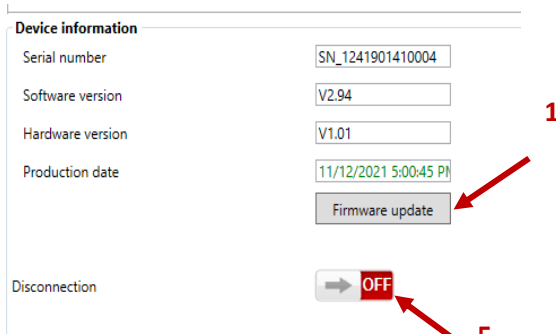 Device information
Serial number SN_1241901410004
Software version V2.94
1
Hardware version V1.01
Production date 11/12/2021 5:00:45
Firmware update
Disconnection OFF
5